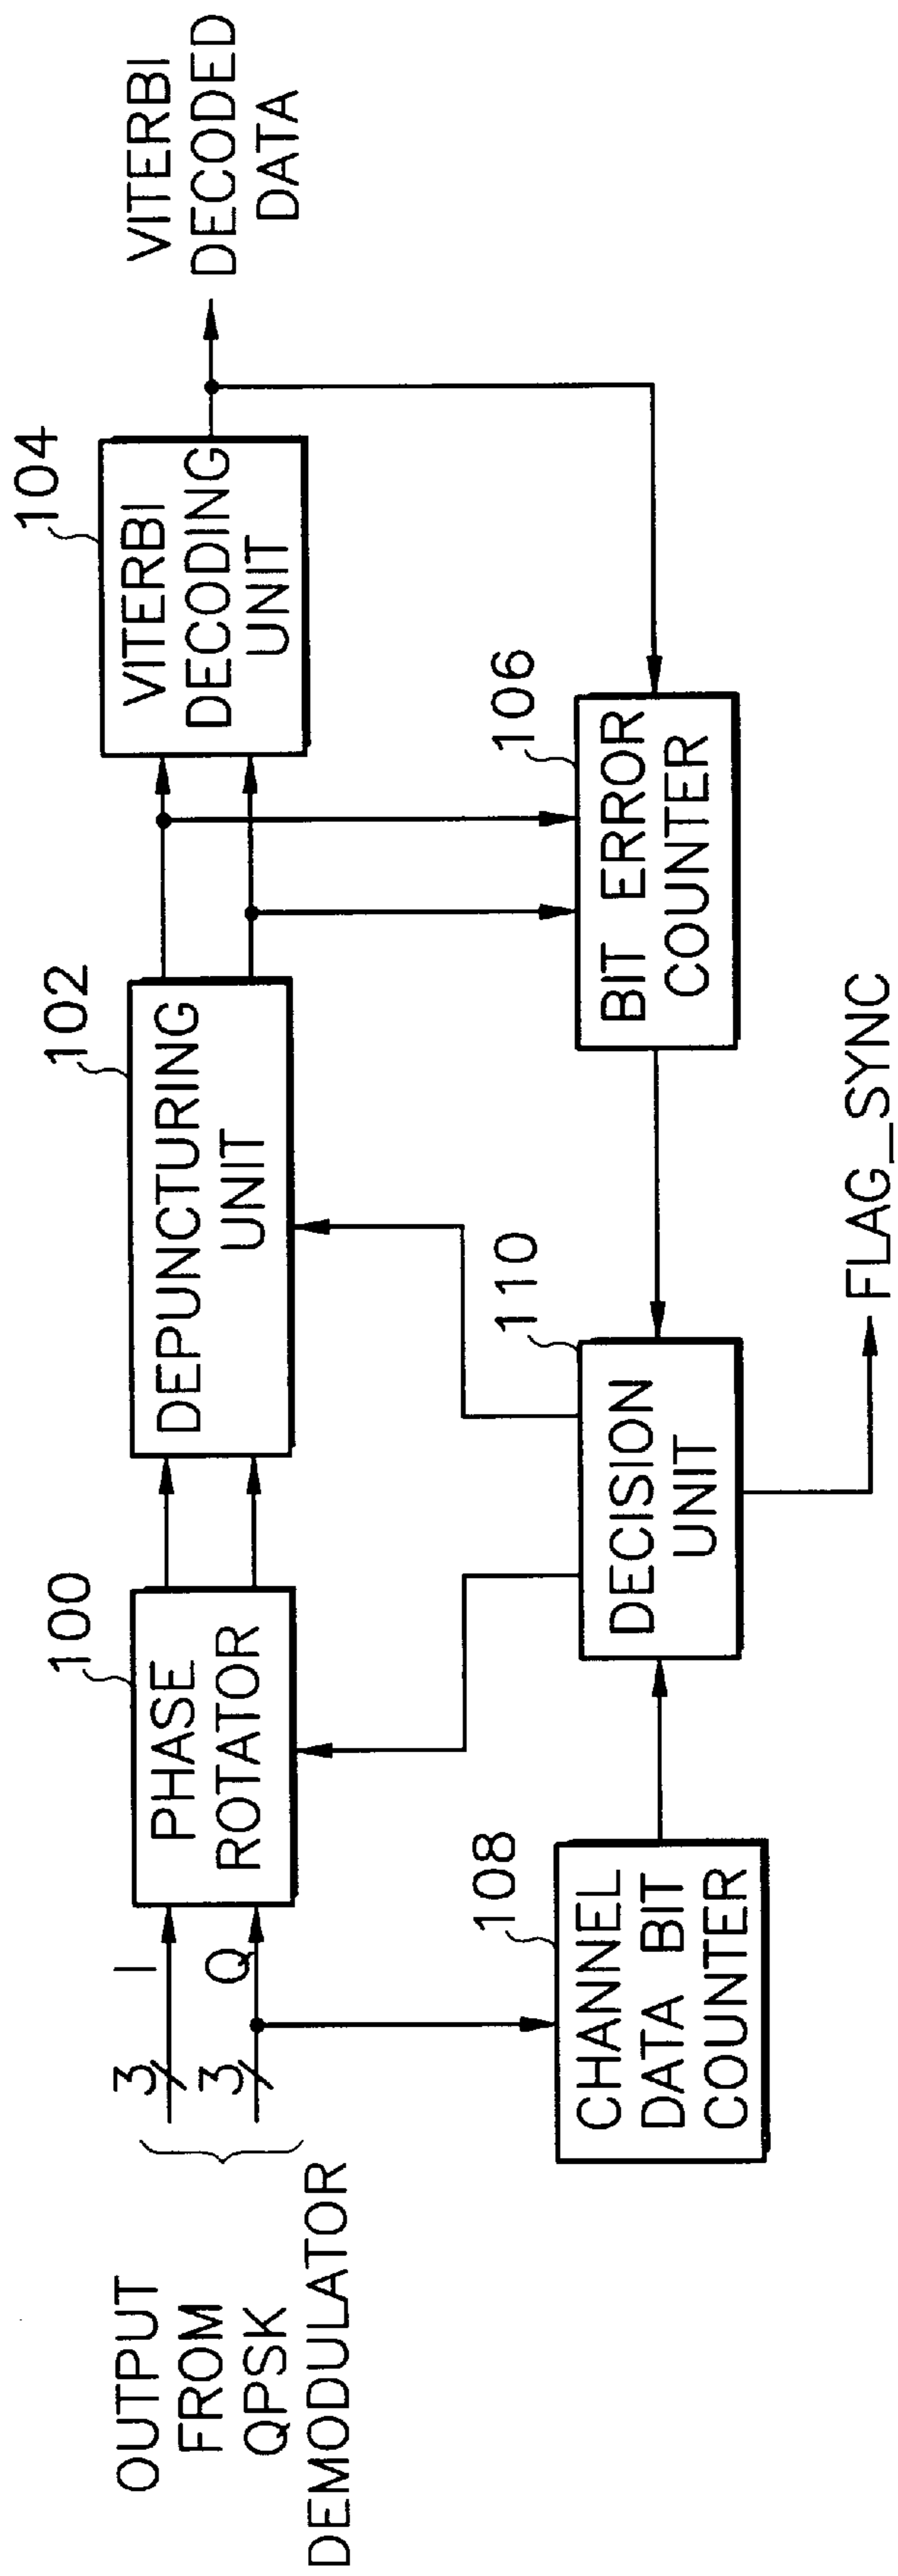 OUTPUT
FROM
QPSK
DEMODULATOR
3
I
3
Q
100
PHASE
ROTATOR
102
DEPUNCTURING
UNIT
104
VITERBI
DECODING
UNIT
VITERBI
DECODED
DATA
108
CHANNEL
DATA BIT
COUNTER
110
DECISION
UNIT
106
BIT ERROR
COUNTER
FLAG_SYNC